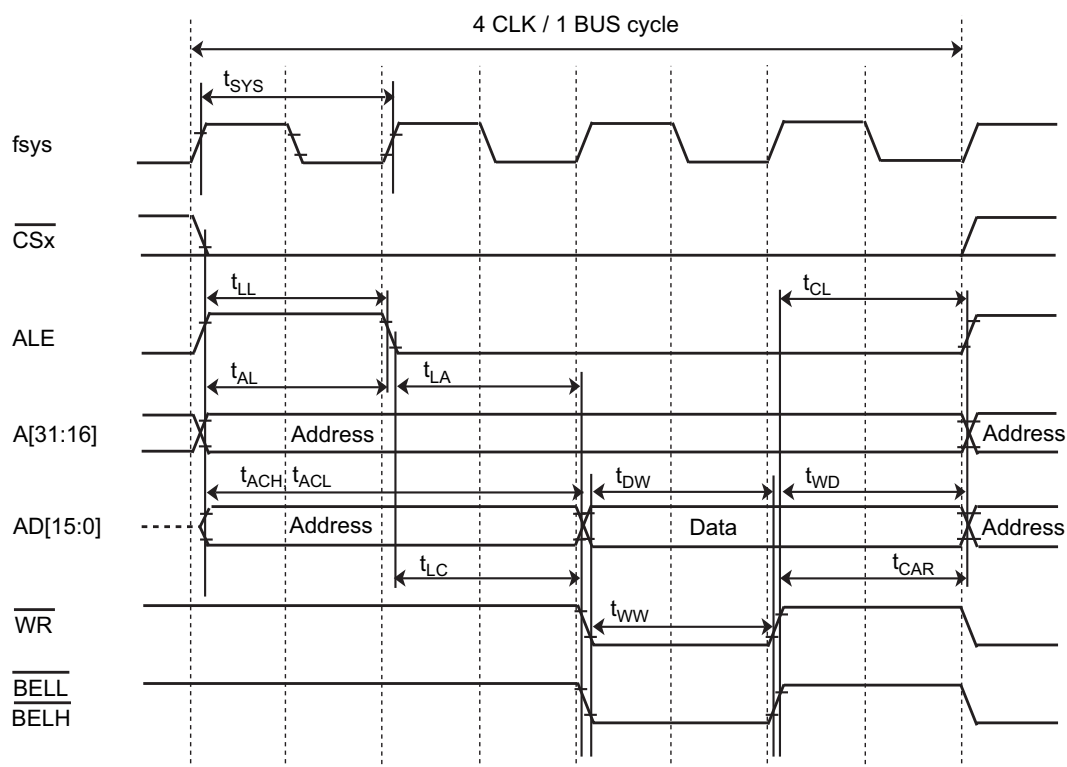 4 CLK / 1 BUS cycle
tSYS
fsys
CSx
tLL
tCL
ALE
tAL
tLA
A[31:16]
Address
Address
tACH, tACL
tDW
tWD
AD[15:0]
Address
Data
Address
tLC
tCAR
WR
tWW
BELL
BELH